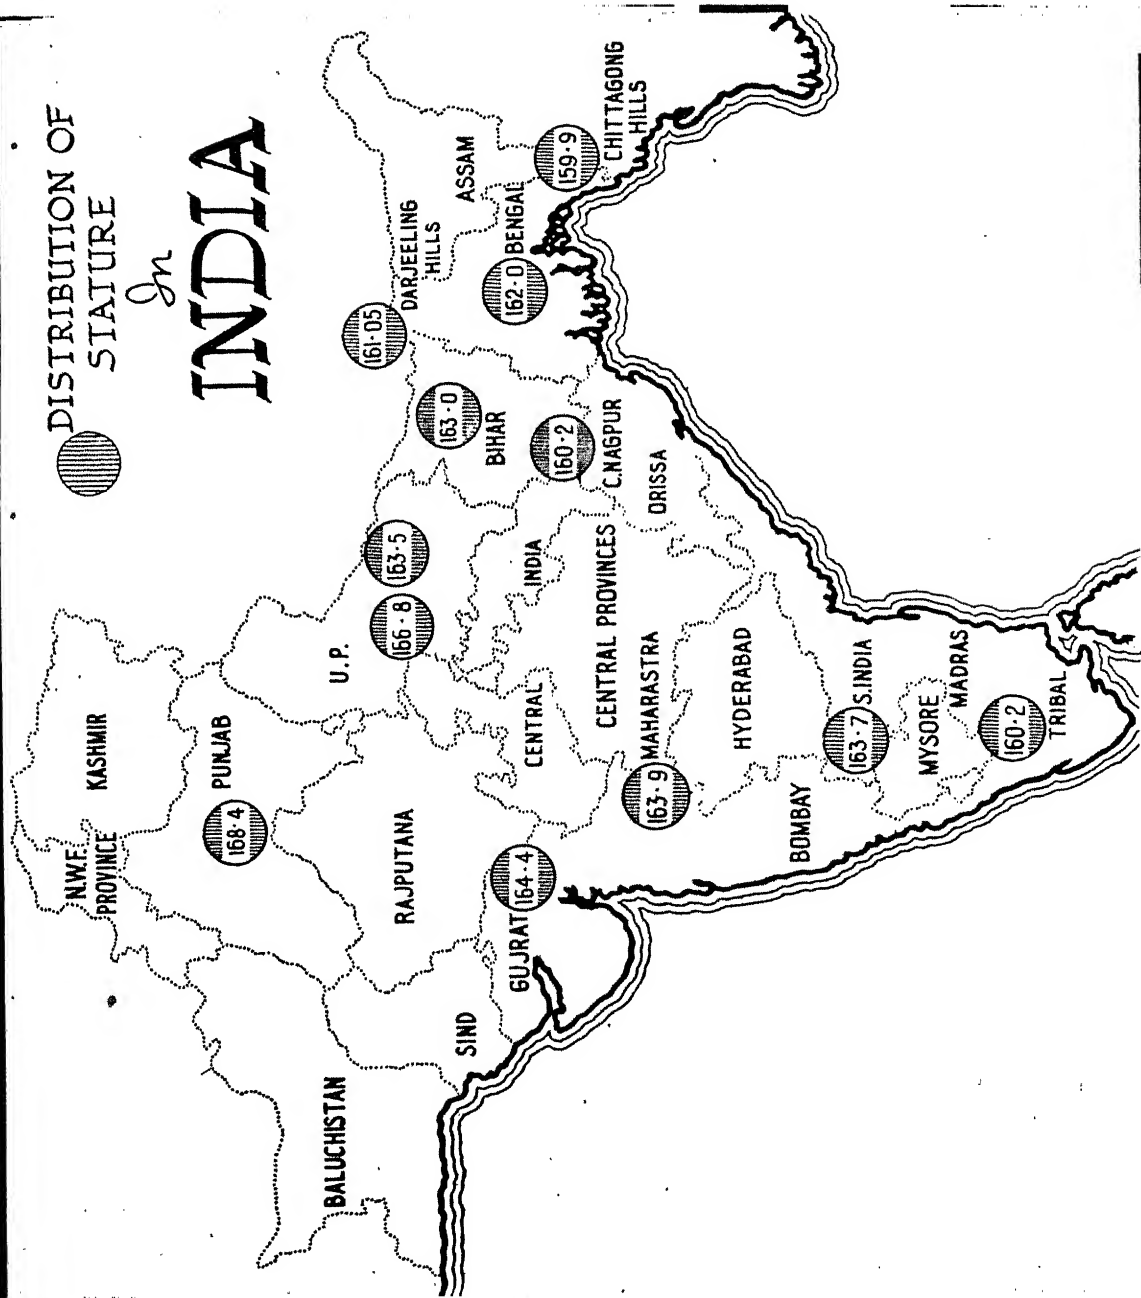 DISTRIBUTION OF
STATURE
In
INDIA
KASHMIR
N.W.F.
PROVINCE
PUNJAB
168·4
U.P.
166·8
163·5
BALUCHISTAN
RAJPUTANA
SIND
GUJRAT
164·4
CENTRAL
INDIA
BIHAR
163·0
161·05
DARJEELING
HILLS
ASSAM
BENGAL
162·0
159·9
CHITTAGONG
HILLS
160·2
C.NAGPUR
ORISSA
CENTRAL PROVINCES
MAHARASTRA
163·9
HYDERABAD
BOMBAY
S.INDIA
163·7
MYSORE
MADRAS
160·2
TRIBAL